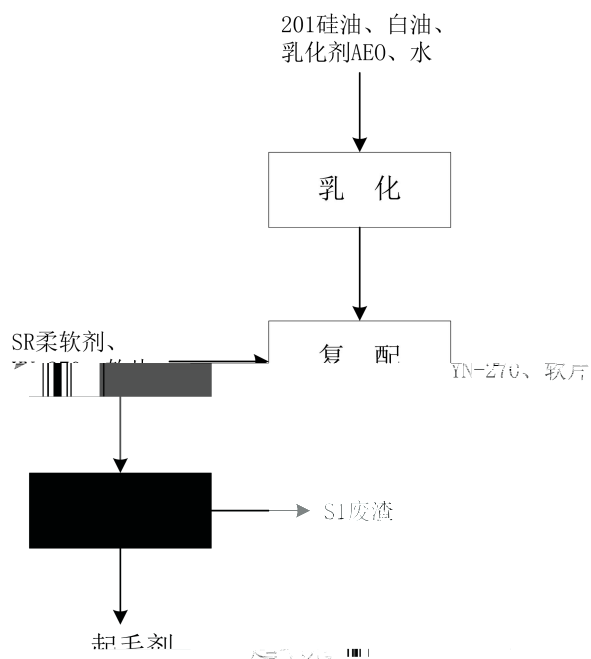 201硅油、白油、
乳化剂AEO、水
乳 化
SR柔软剂、
复 配
YN-270、软片
S1废渣
起毛剂